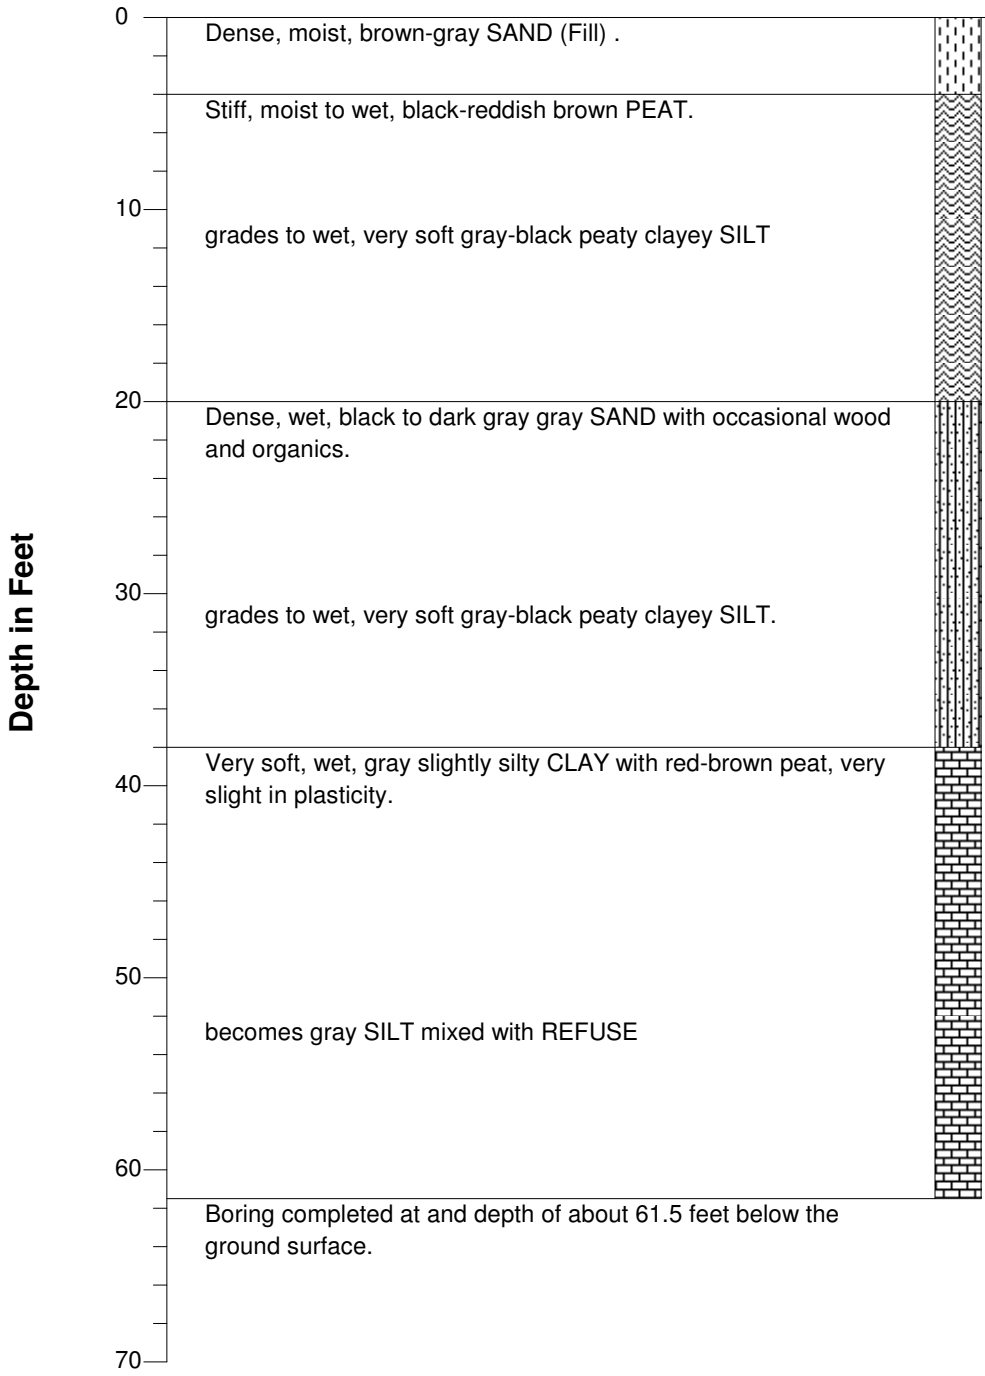 0
Dense, moist, brown-gray SAND (Fill) .
Stiff, moist to wet, black-reddish brown PEAT.
10
grades to wet, very soft gray-black peaty clayey SILT
20
Dense, wet, black to dark gray gray SAND with occasional wood
and organics.
Depth in Feet
30
grades to wet, very soft gray-black peaty clayey SILT.
Very soft, wet, gray slightly silty CLAY with red-brown peat, very
40
slight in plasticity.
50
becomes gray SILT mixed with REFUSE
60
Boring completed at and depth of about 61.5 feet below the
ground surface.
70